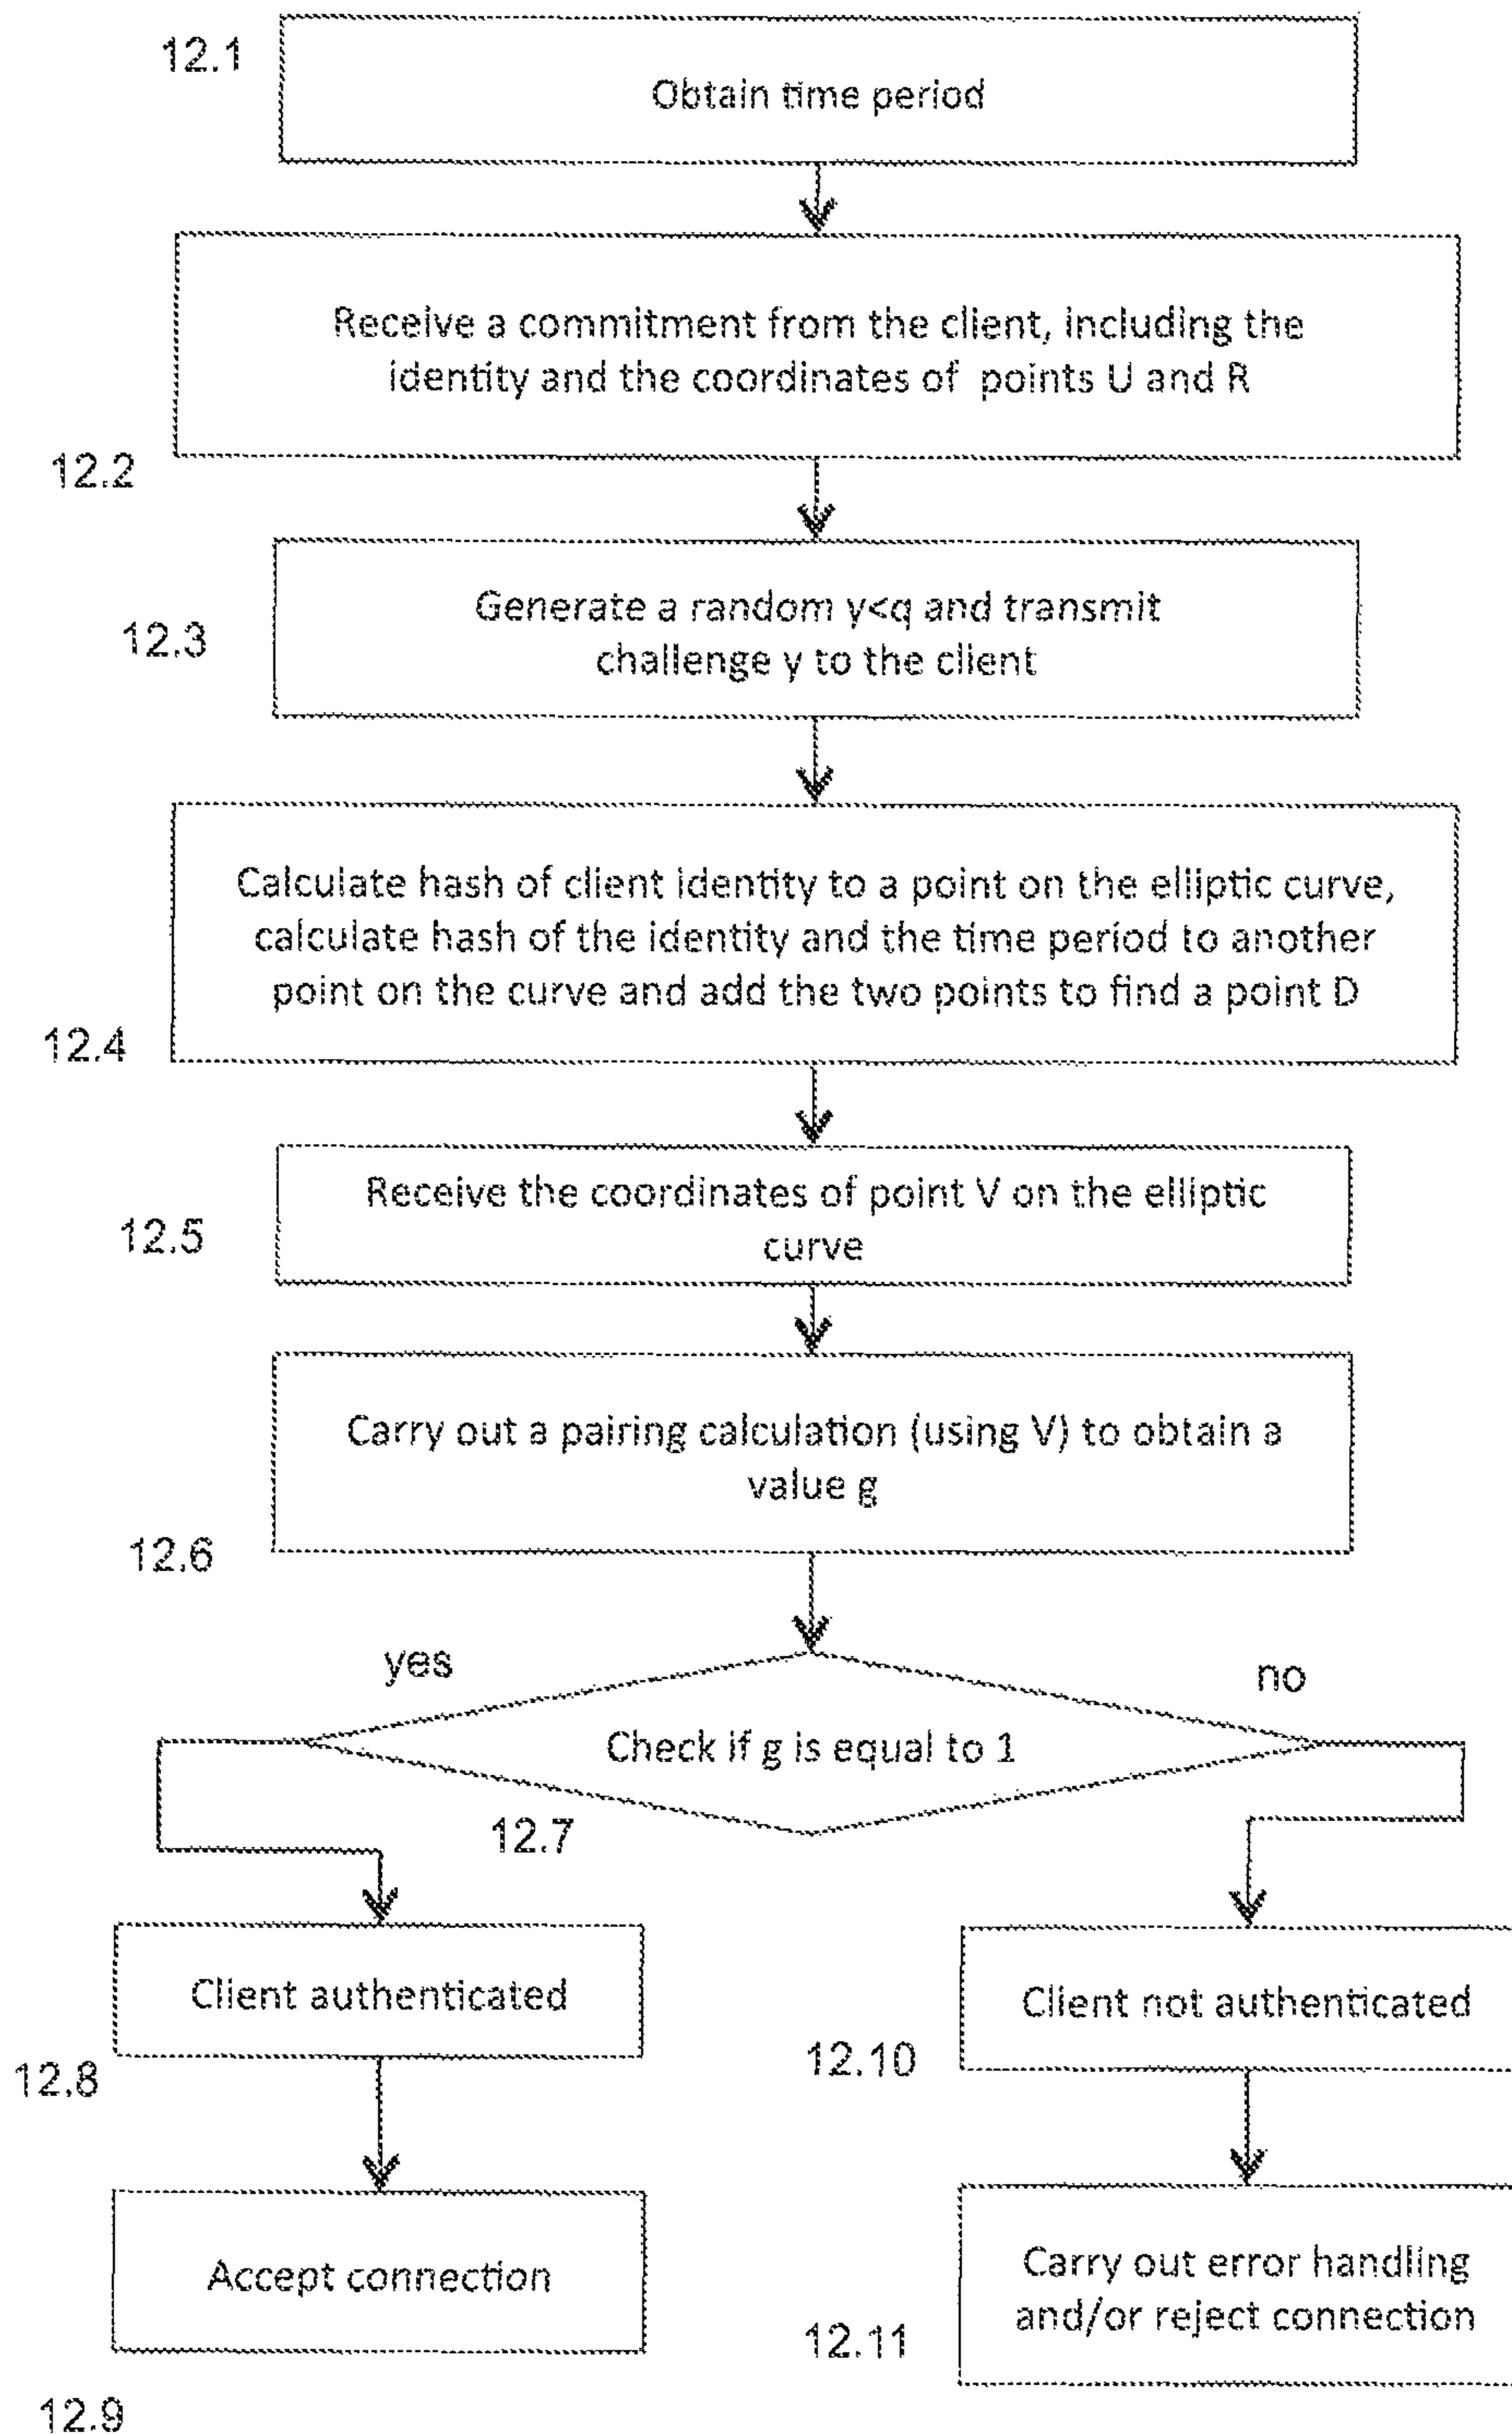 12.1
Obtain time period
Receive a commitment from the client, including the
identity and the coordinates of points U and R
12.2
Generate a random y<q and transmit
challenge y to the client
12.3
Calculate hash of client identity to a point on the elliptic curve,
calculate hash of the identity and the time period to another
point on the curve and add the two points to find a point D
12.4
Receive the coordinates of point V on the elliptic
curve
12.5
Carry out a pairing calculation (using V) to obtain a
value g
12.6
yes
no
Check if g is equal to 1
12.7
Client authenticated
12.8
Client not authenticated
12.10
Accept connection
12.9
Carry out error handling
and/or reject connection
12.11